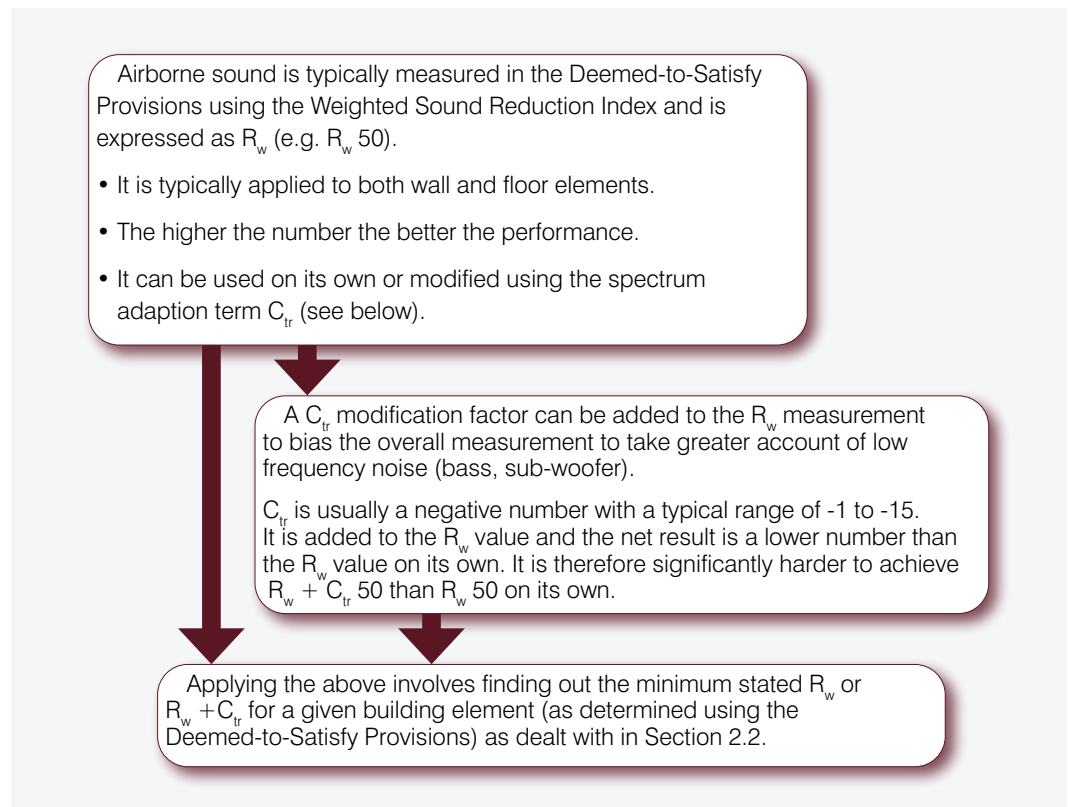 Airborne sound is typically measured in the Deemed-to-Satisfy
Provisions using the Weighted Sound Reduction Index and is
expressed as Rw (e.g. Rw 50).
• It is typically applied to both wall and floor elements.
• The higher the number the better the performance.
• It can be used on its own or modified using the spectrum
adaption term Ctr (see below).
A Ctr modification factor can be added to the Rw measurement
to bias the overall measurement to take greater account of low
frequency noise (bass, sub-woofer).
Ctr is usually a negative number with a typical range of -1 to -15.
It is added to the Rw value and the net result is a lower number than
the Rw value on its own. It is therefore significantly harder to achieve
Rw + Ctr 50 than Rw 50 on its own.
Applying the above involves finding out the minimum stated Rw or
Rw +Ctr for a given building element (as determined using the
Deemed-to-Satisfy Provisions) as dealt with in Section 2.2.